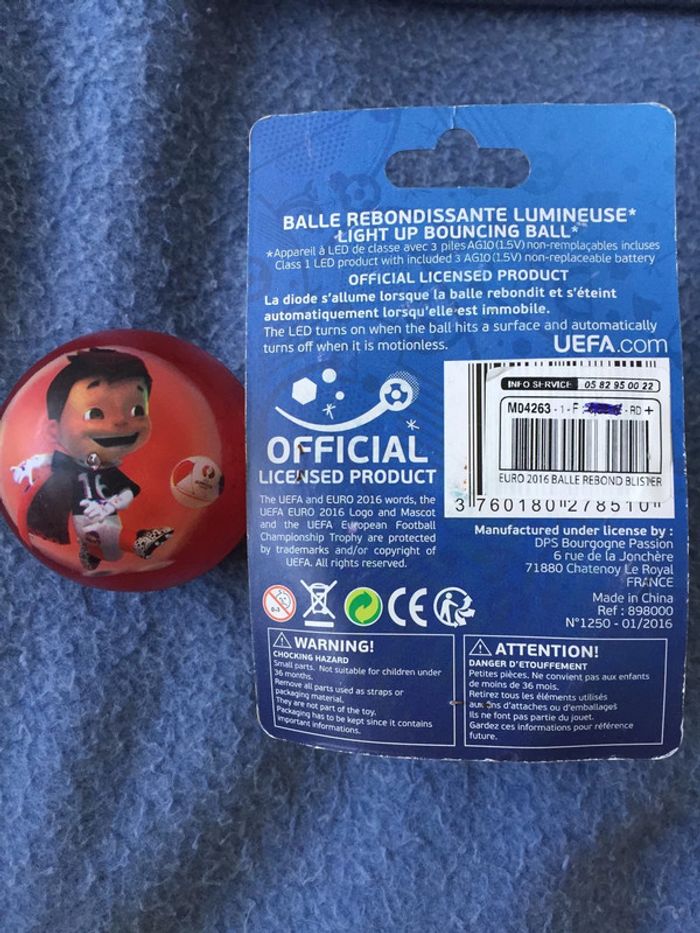 BALLE REBONDISSANTE LUMINEUSE*
LIGHT UP BOUNCING BALL*
*Appareil à LED de classe avec 3 piles AG10 (1.5V) non-remplaçables incluses
Class 1 LED product with included 3 AG10 (1.5V) non-replaceable battery
OFFICIAL LICENSED PRODUCT
La diode s'allume lorsque la balle rebondit et s'éteint
automatiquement lorsqu'elle est immobile.
The LED turns on when the ball hits a surface and automatically
turns off when it is motionless.
UEFA.com
INFO SERVICE 05 82 95 00 22
M04263 - 1 - F - RD +
EURO 2016 BALLE REBOND BLISTER
3 760180 278510
OFFICIAL
LICENSED PRODUCT
The UEFA and EURO 2016 words, the
UEFA EURO 2016 Logo and Mascot
and the UEFA European Football
Championship Trophy are protected
by trademarks and/or copyright of
UEFA. All rights reserved.
Manufactured under license by :
DPS Bourgogne Passion
6 rue de la Jonchère
71880 Chatenoy Le Royal
FRANCE
Made in China
Ref : 898000
N°1250 - 01/2016
0-3
CE
WARNING!
CHOCKING HAZARD
Small parts. Not suitable for children under
36 months.
Remove all parts used as straps or
packaging material.
They are not part of the toy.
Packaging has to be kept since it contains
important informations.
ATTENTION!
DANGER D'ETOUFFEMENT
Petites pièces. Ne convient pas aux enfants
de moins de 36 mois.
Retirez tous les éléments utilisés
aux fins d'attaches ou d'emballages
Ils ne font pas partie du jouet.
Gardez ces informations pour référence
future.
16